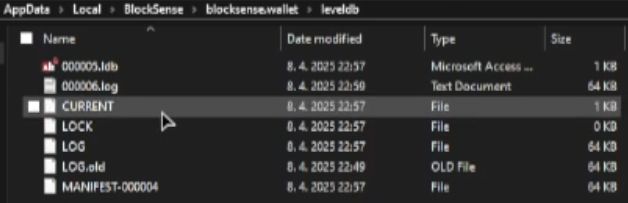 AppData > Local > BlockSense > blocksense.wallet > leveldb
Name Date modified Type Size
000005.ldb 8. 4. 2025 22:57 Microsoft Access ... 1 KB
000006.log 8. 4. 2025 22:59 Text Document 64 KB
CURRENT 8. 4. 2025 22:57 File 1 KB
LOCK 8. 4. 2025 22:57 File 0 KB
LOG 8. 4. 2025 22:57 File 64 KB
LOG.old 8. 4. 2025 22:49 OLD File 64 KB
MANIFEST-000004 8. 4. 2025 22:57 File 64 KB